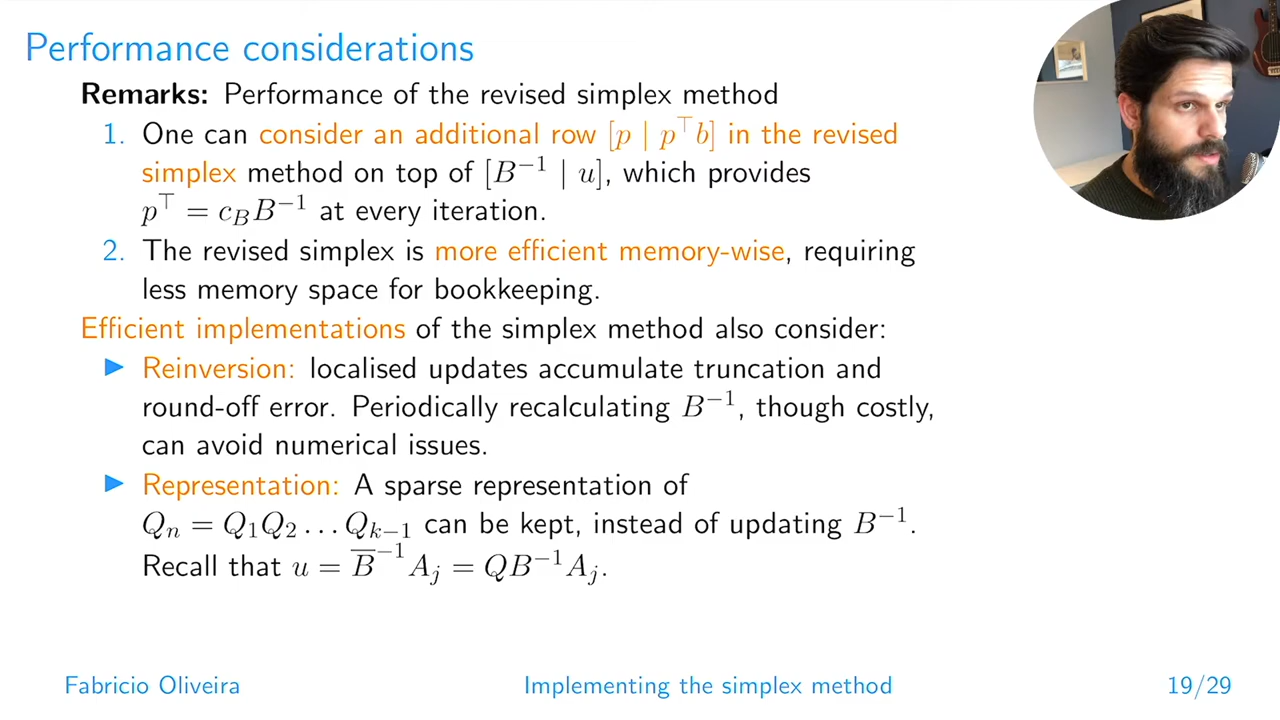 Performance considerations
Remarks: Performance of the revised simplex method
1. One can consider an additional row [p | p⊤b] in the revised
simplex method on top of [B⁻¹ | u], which provides
p⊤ = c_B B⁻¹ at every iteration.
2. The revised simplex is more efficient memory-wise, requiring
less memory space for bookkeeping.
Efficient implementations of the simplex method also consider:
▶ Reinversion: localised updates accumulate truncation and
round-off error. Periodically recalculating B⁻¹, though costly,
can avoid numerical issues.
▶ Representation: A sparse representation of
Q_n = Q_1Q_2 … Q_{k−1} can be kept, instead of updating B⁻¹.
Recall that u = B̅⁻¹A_j = QB⁻¹A_j.
Fabricio Oliveira Implementing the simplex method 19/29